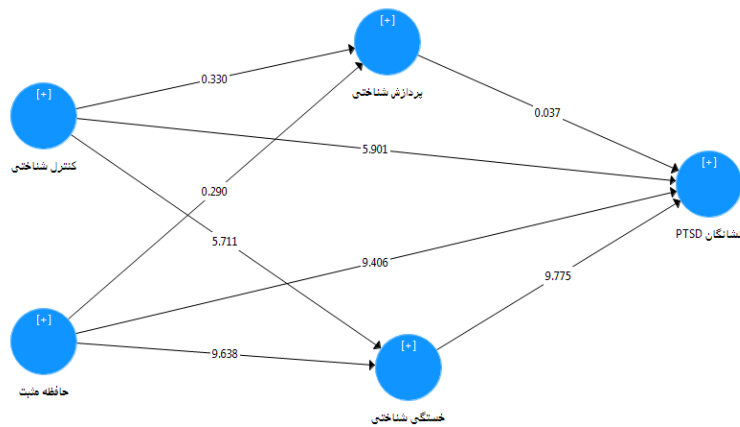 [+]
پردازش شناختی
[+]
کنترل شناختی
0.330
0.037
5.901
[+]
نشانگان PTSD
0.290
5.711
9.406
9.775
[+]
حافظه مثبت
9.638
[+]
خستگی شناختی